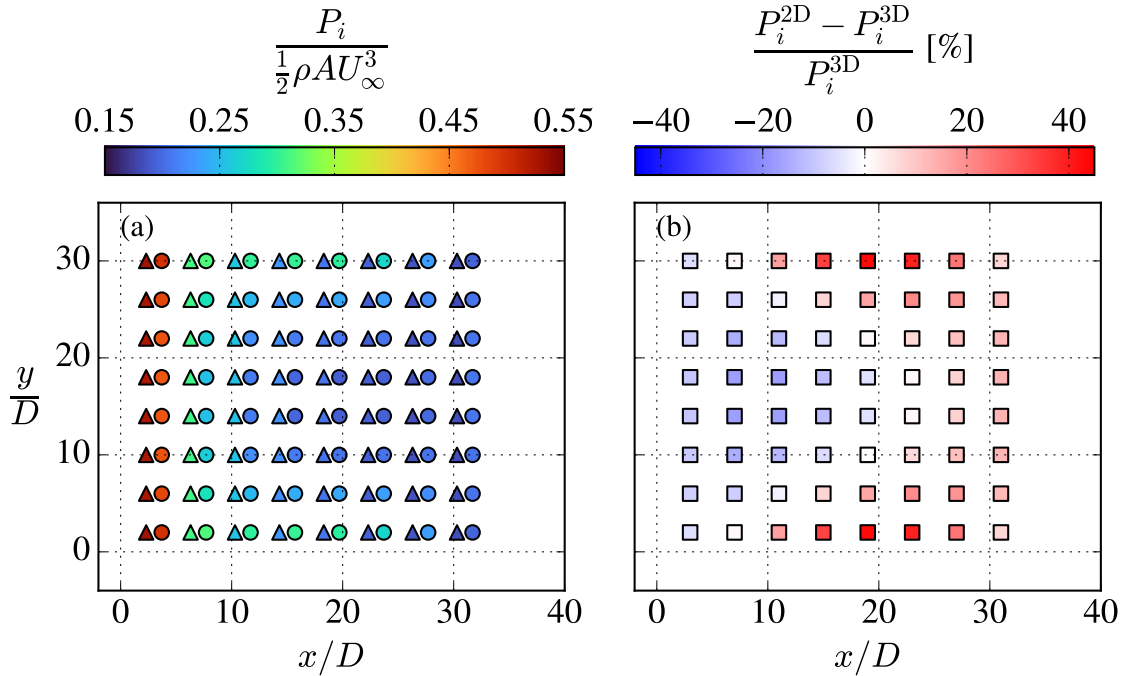 P_i / (½ρAU_∞^3)
0.15 0.25 0.35 0.45 0.55
(P_i^2D − P_i^3D) / P_i^3D [%]
−40 −20 0 20 40
(a)
30
20
10
0
y/D
0 10 20 30 40
x/D
(b)
0 10 20 30 40
x/D